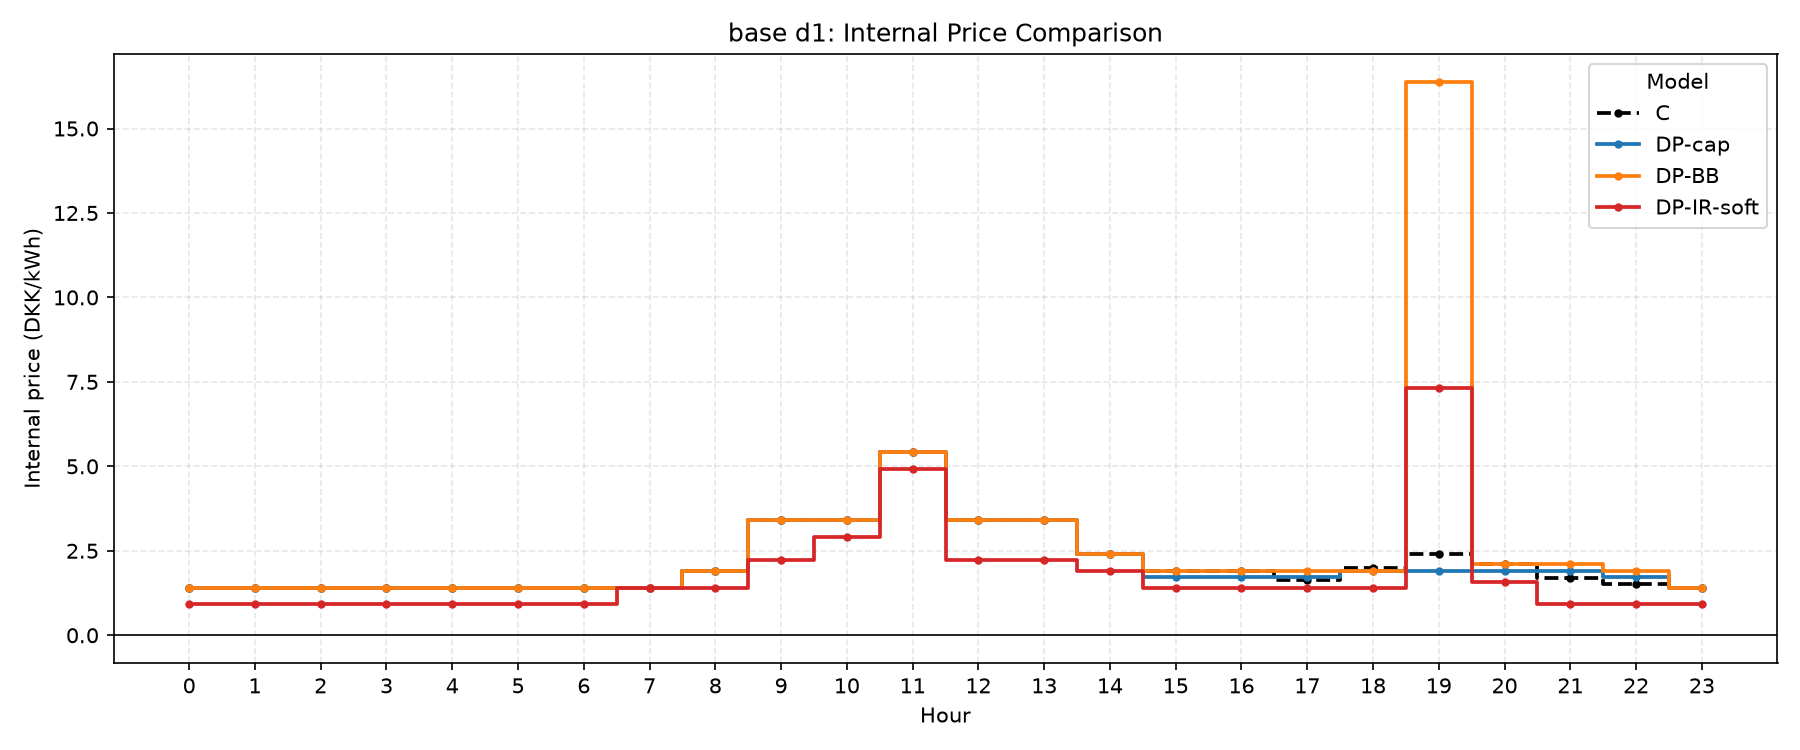 base d1: Internal Price Comparison
Model
C
DP-cap
DP-BB
DP-IR-soft
Internal price (DKK/kWh)
15.0
12.5
10.0
7.5
5.0
2.5
0.0
0 1 2 3 4 5 6 7 8 9 10 11 12 13 14 15 16 17 18 19 20 21 22 23
Hour